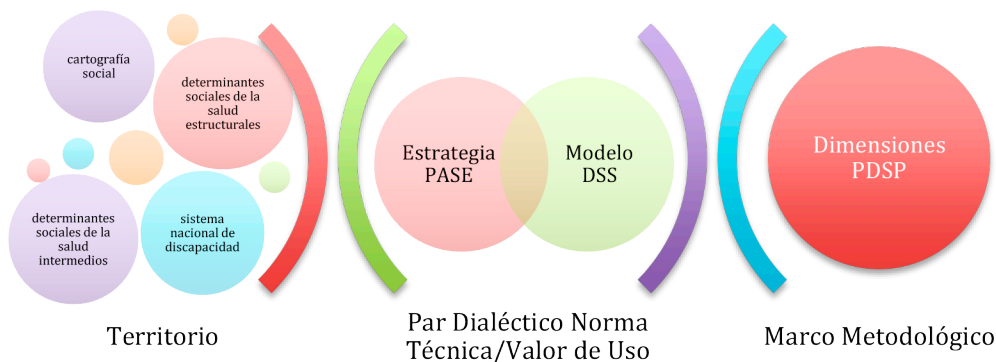 cartografía
social
determinantes
sociales de la
salud
estructurales
determinantes
sociales de la
salud
intermedios
sistema
nacional de
discapacidad
Territorio
Estrategia
PASE
Modelo
DSS
Par Dialéctico Norma
Técnica/Valor de Uso
Dimensiones
PDSP
Marco Metodológico